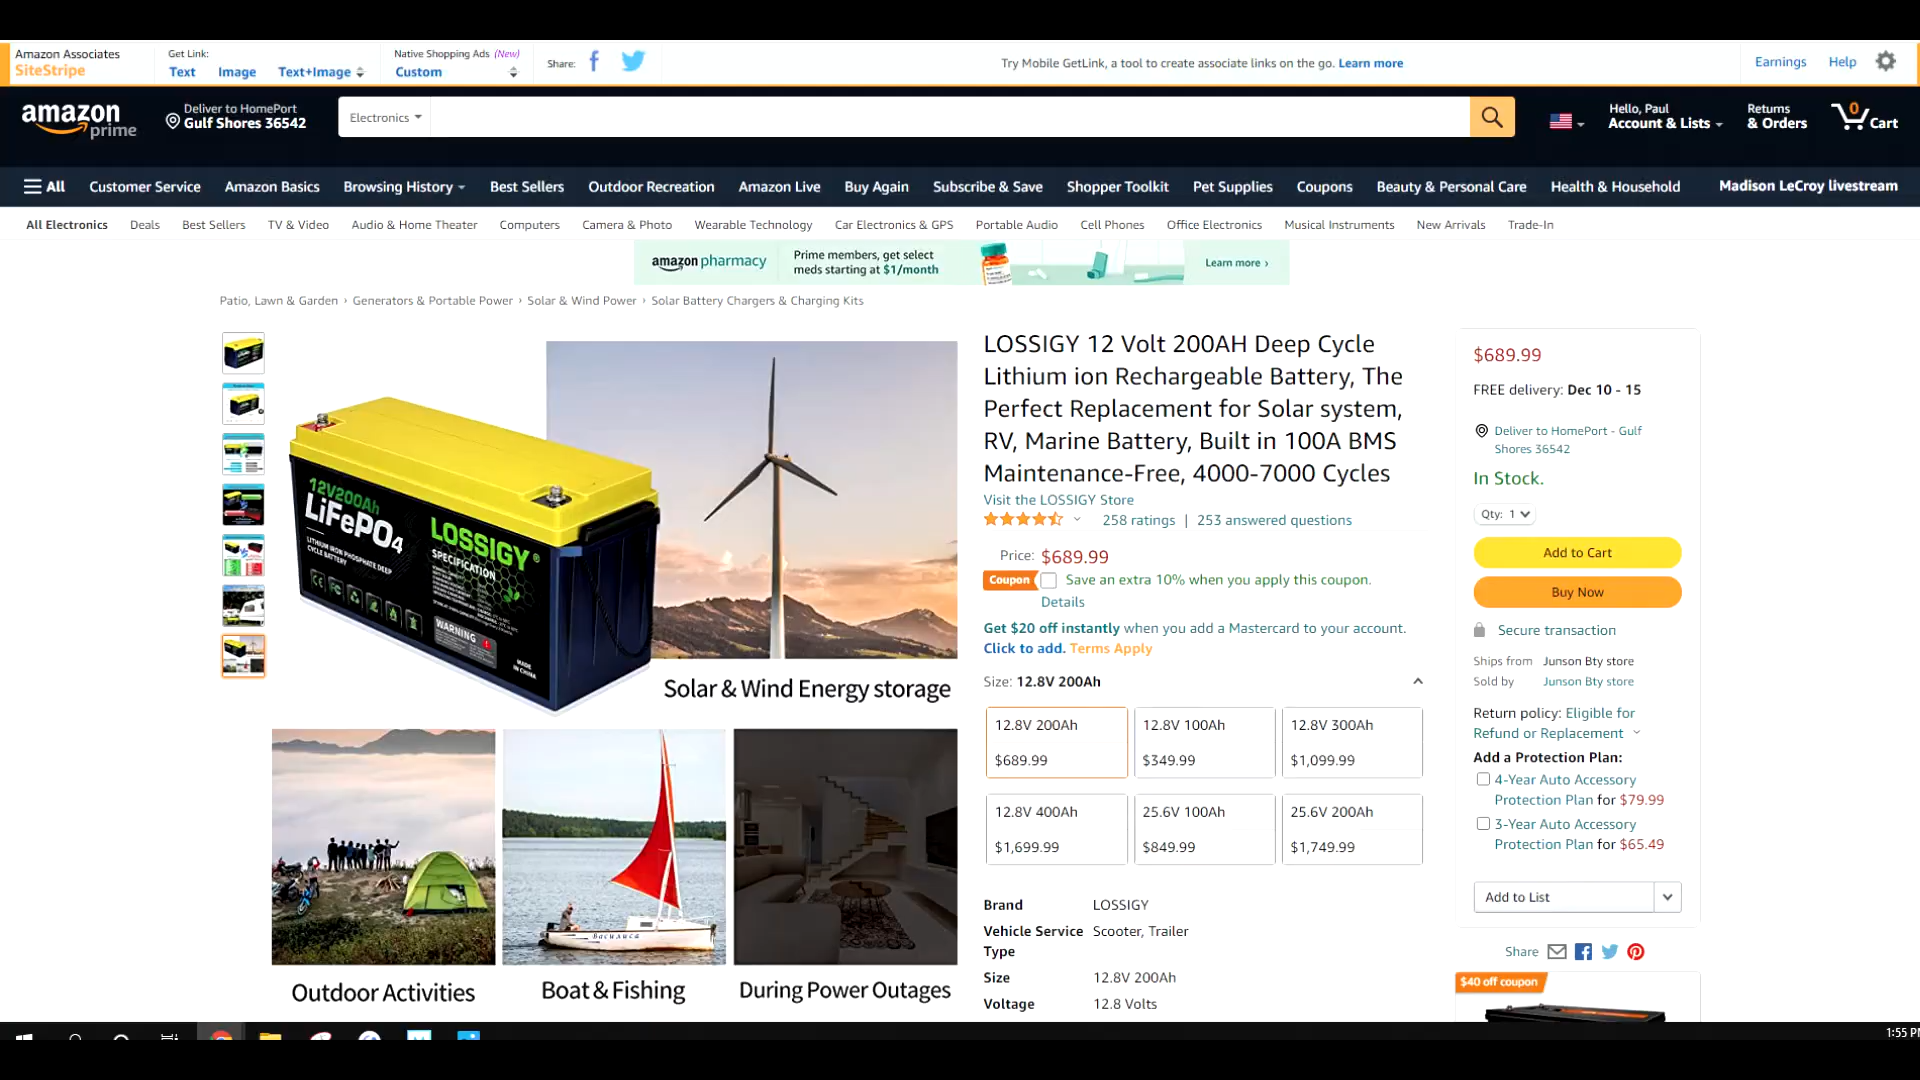 Amazon Associates
SiteStripe
Get Link:
Text Image Text+Image
Native Shopping Ads (New)
Custom
Share:
Try Mobile GetLink, a tool to create associate links on the go. Learn more
Earnings Help
amazon
prime
Deliver to HomePort
Gulf Shores 36542
Electronics
Hello, Paul
Account & Lists
Returns
& Orders
0
Cart
All Customer Service Amazon Basics Browsing History Best Sellers Outdoor Recreation Amazon Live Buy Again Subscribe & Save Shopper Toolkit Pet Supplies Coupons Beauty & Personal Care Health & Household Madison LeCroy livestream
All Electronics Deals Best Sellers TV & Video Audio & Home Theater Computers Camera & Photo Wearable Technology Car Electronics & GPS Portable Audio Cell Phones Office Electronics Musical Instruments New Arrivals Trade-In
amazon pharmacy
Prime members, get select
meds starting at $1/month
Learn more ›
Patio, Lawn & Garden › Generators & Portable Power › Solar & Wind Power › Solar Battery Chargers & Charging Kits
12V200Ah
LiFePO4
LITHIUM IRON PHOSPHATE DEEP
CYCLE BATTERY
LOSSIGY®
SPECIFICATION
WARNING
MADE
IN CHINA
Solar & Wind Energy storage
Василиса
Outdoor Activities
Boat & Fishing
During Power Outages
LOSSIGY 12 Volt 200AH Deep Cycle
Lithium ion Rechargeable Battery, The
Perfect Replacement for Solar system,
RV, Marine Battery, Built in 100A BMS
Maintenance-Free, 4000-7000 Cycles
Visit the LOSSIGY Store
258 ratings | 253 answered questions
Price: $689.99
Coupon Save an extra 10% when you apply this coupon.
Details
Get $20 off instantly when you add a Mastercard to your account.
Click to add. Terms Apply
Size: 12.8V 200Ah
12.8V 200Ah
$689.99
12.8V 100Ah
$349.99
12.8V 300Ah
$1,099.99
12.8V 400Ah
$1,699.99
25.6V 100Ah
$849.99
25.6V 200Ah
$1,749.99
Brand LOSSIGY
Vehicle Service Scooter, Trailer
Type
Size 12.8V 200Ah
Voltage 12.8 Volts
$689.99
FREE delivery: Dec 10 - 15
Deliver to HomePort - Gulf
Shores 36542
In Stock.
Qty: 1
Add to Cart
Buy Now
Secure transaction
Ships from Junson Bty store
Sold by Junson Bty store
Return policy: Eligible for
Refund or Replacement
Add a Protection Plan:
4-Year Auto Accessory
Protection Plan for $79.99
3-Year Auto Accessory
Protection Plan for $65.49
Add to List
Share
$40 off coupon
1:55 P